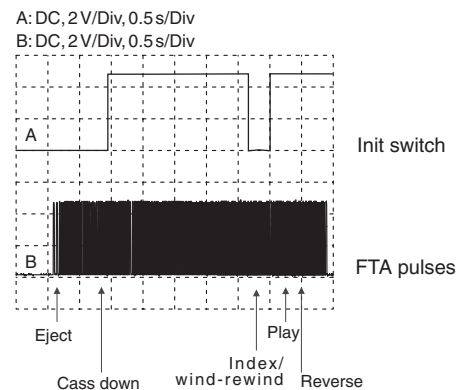 A: DC, 2 V/Div, 0.5 s/Div
B: DC, 2 V/Div, 0.5 s/Div
A
Init switch
B
FTA pulses
Eject
Play
Cass down
Index/
wind-rewind
Reverse